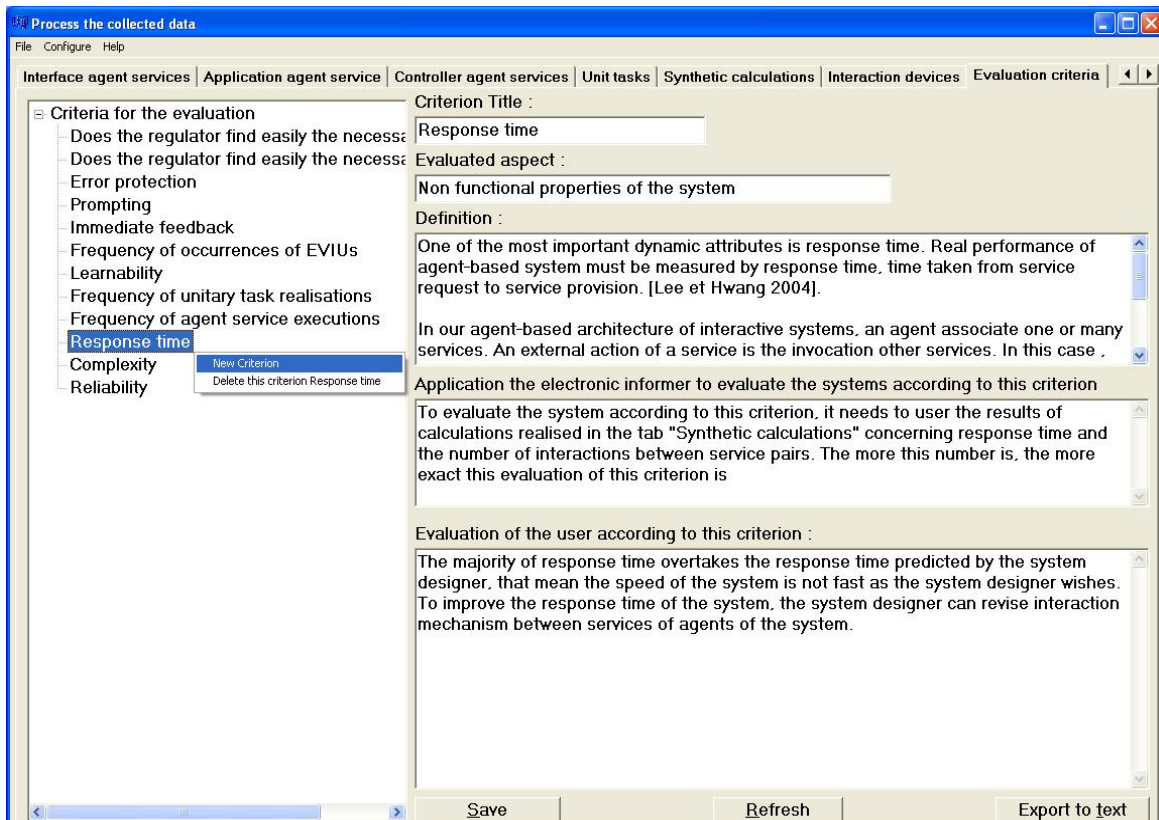 Process the collected data
File Configure Help
Interface agent services Application agent service Controller agent services Unit tasks Synthetic calculations Interaction devices Evaluation criteria
Criteria for the evaluation
Does the regulator find easily the necessa
Does the regulator find easily the necessa
Error protection
Prompting
Immediate feedback
Frequency of occurrences of EVIUs
Learnability
Frequency of unitary task realisations
Frequency of agent service executions
Response time
Complexity
Reliability
New Criterion
Delete this criterion Response time
Criterion Title :
Response time
Evaluated aspect :
Non functional properties of the system
Definition :
One of the most important dynamic attributes is response time. Real performance of
agent-based system must be measured by response time, time taken from service
request to service provision. [Lee et Hwang 2004].
In our agent-based architecture of interactive systems, an agent associate one or many
services. An external action of a service is the invocation other services. In this case ,
Application the electronic informer to evaluate the systems according to this criterion
To evaluate the system according to this criterion, it needs to user the results of
calculations realised in the tab "Synthetic calculations" concerning response time and
the number of interactions between service pairs. The more this number is, the more
exact this evaluation of this criterion is
Evaluation of the user according to this criterion :
The majority of response time overtakes the response time predicted by the system
designer, that mean the speed of the system is not fast as the system designer wishes.
To improve the response time of the system, the system designer can revise interaction
mechanism between services of agents of the system.
Save Refresh Export to text